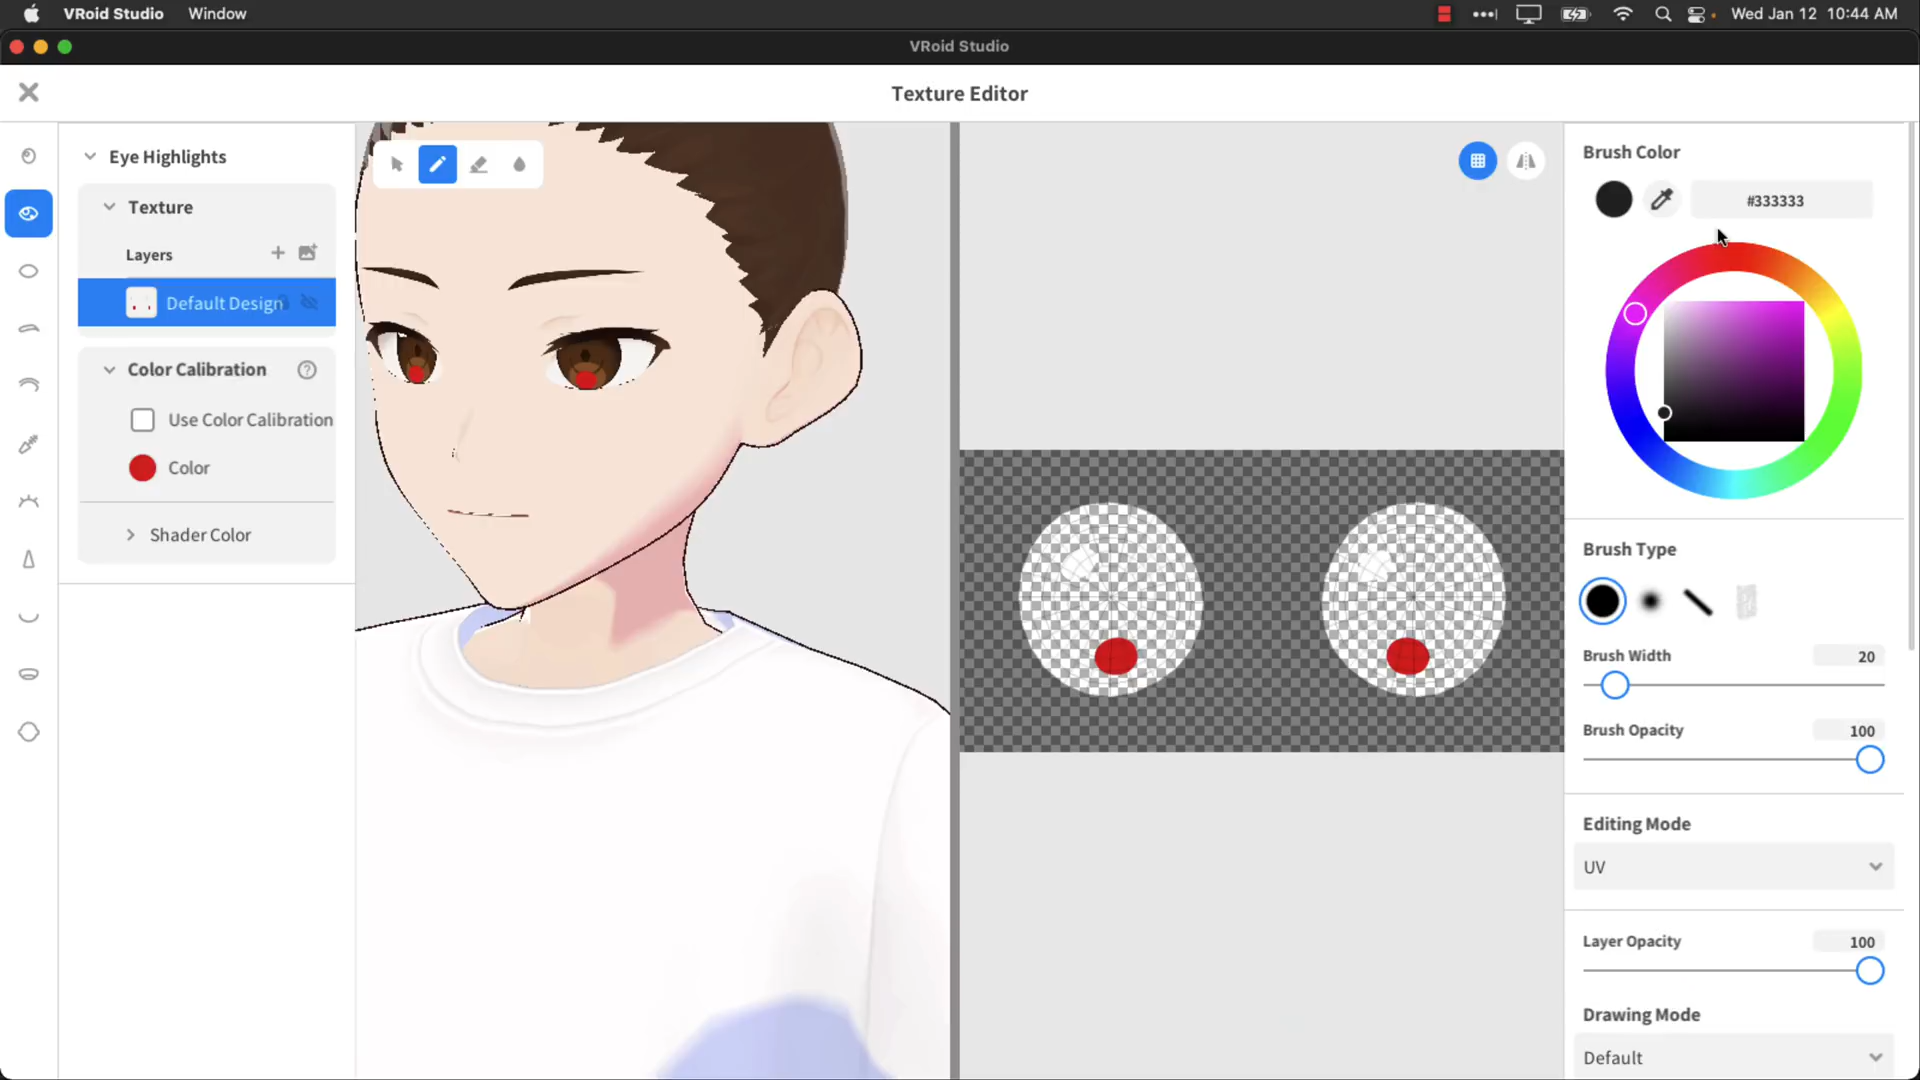 VRoid Studio Window Wed Jan 12 10:44 AM
VRoid Studio
Texture Editor
Eye Highlights
Texture
Layers
Default Design
Color Calibration
Use Color Calibration
Color
Shader Color
Brush Color
#333333
Brush Type
Brush Width 20
Brush Opacity 100
Editing Mode
UV
Layer Opacity 100
Drawing Mode
Default